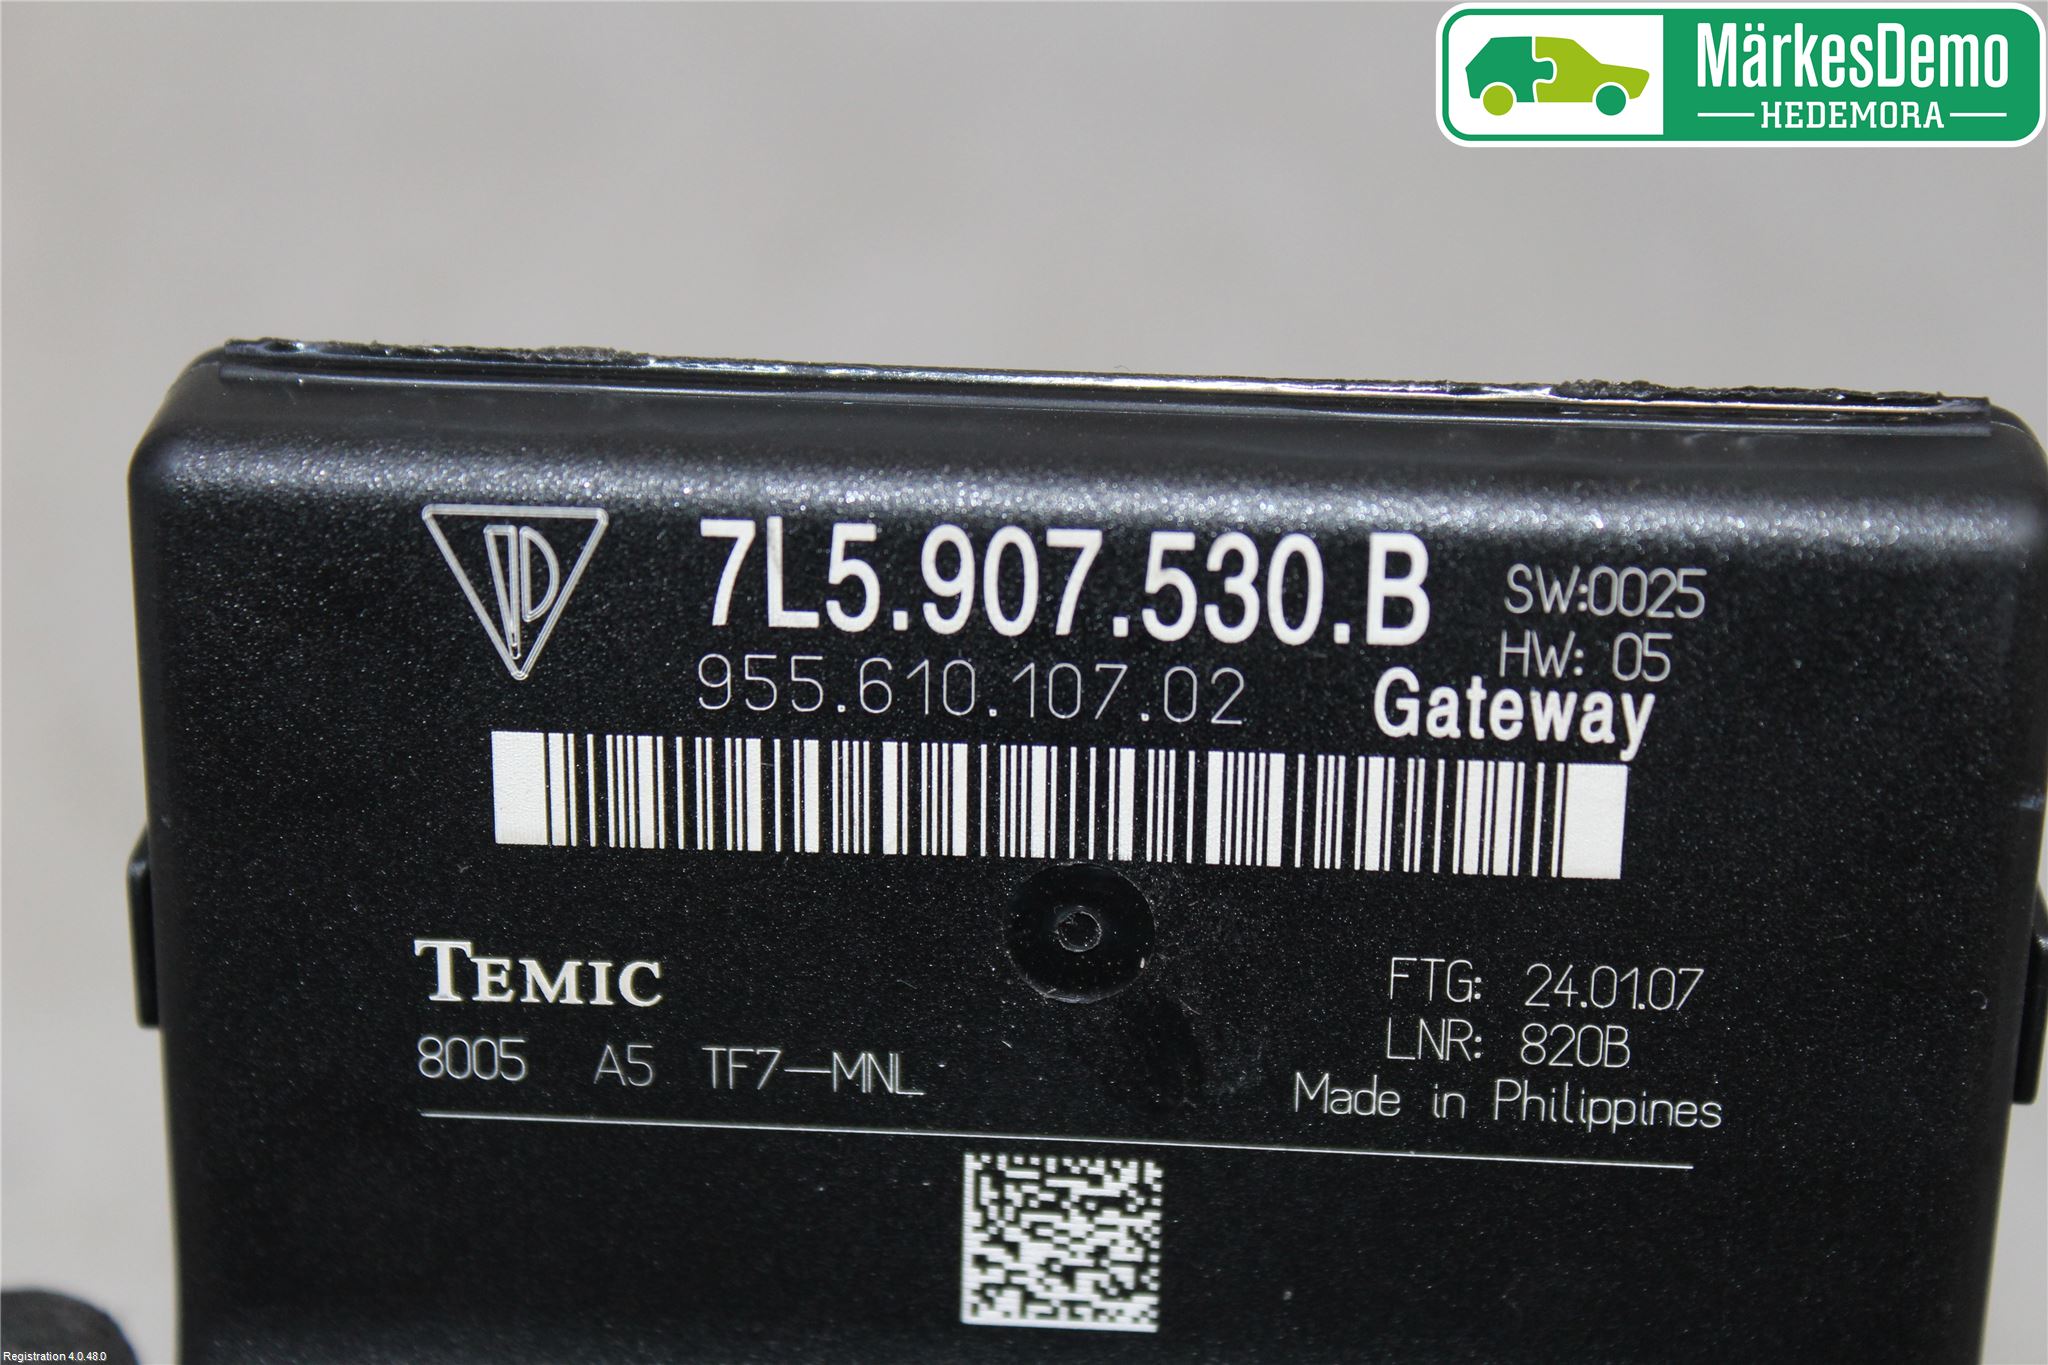 MärkesDemo
HEDEMORA
7L5.907.530.B
SW:0025
HW: 05
955.610.107.02
Gateway
TEMIC
8005 A5 TF7-MNL
FTG: 24.01.07
LNR: 820B
Made in Philippines
Registration 4.0.48.0